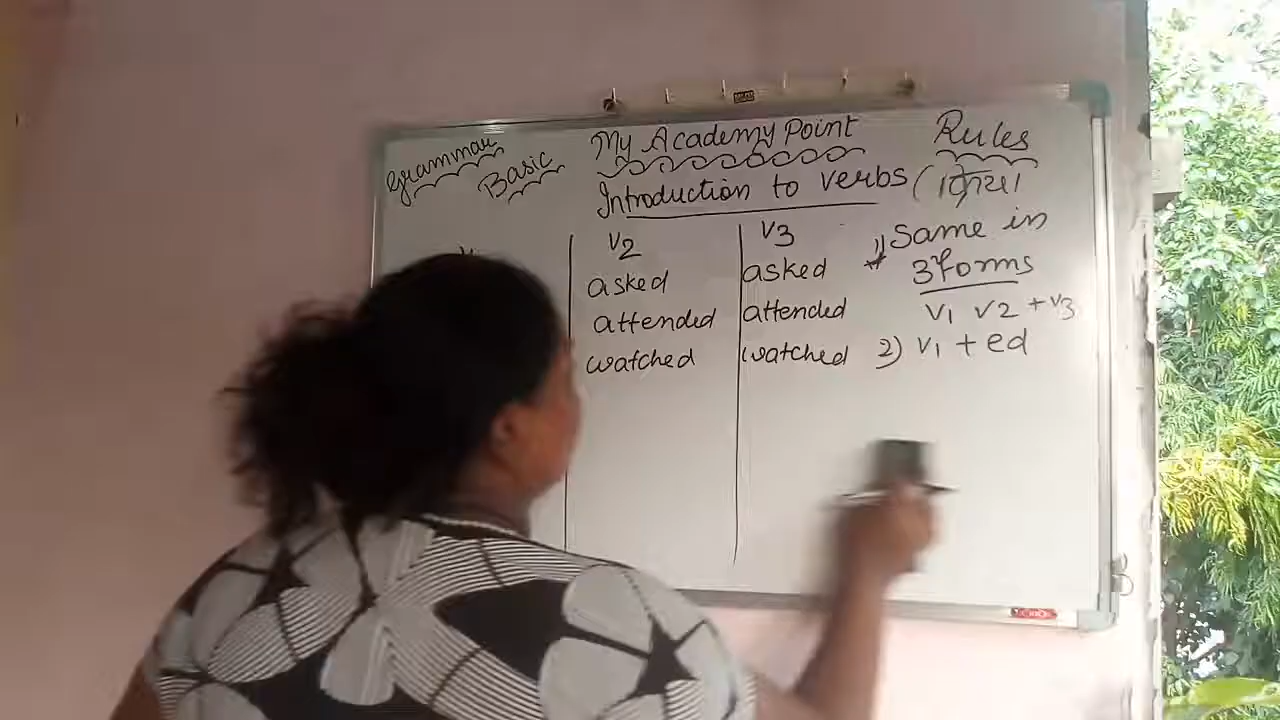 Grammar
Basic
My Academy Point
Rules
Introduction to verbs (क्रिया)
V2 V3
1) Same in
3 Forms
asked asked
V1 V2 + V3
attended attended
watched watched 2) V1 + ed